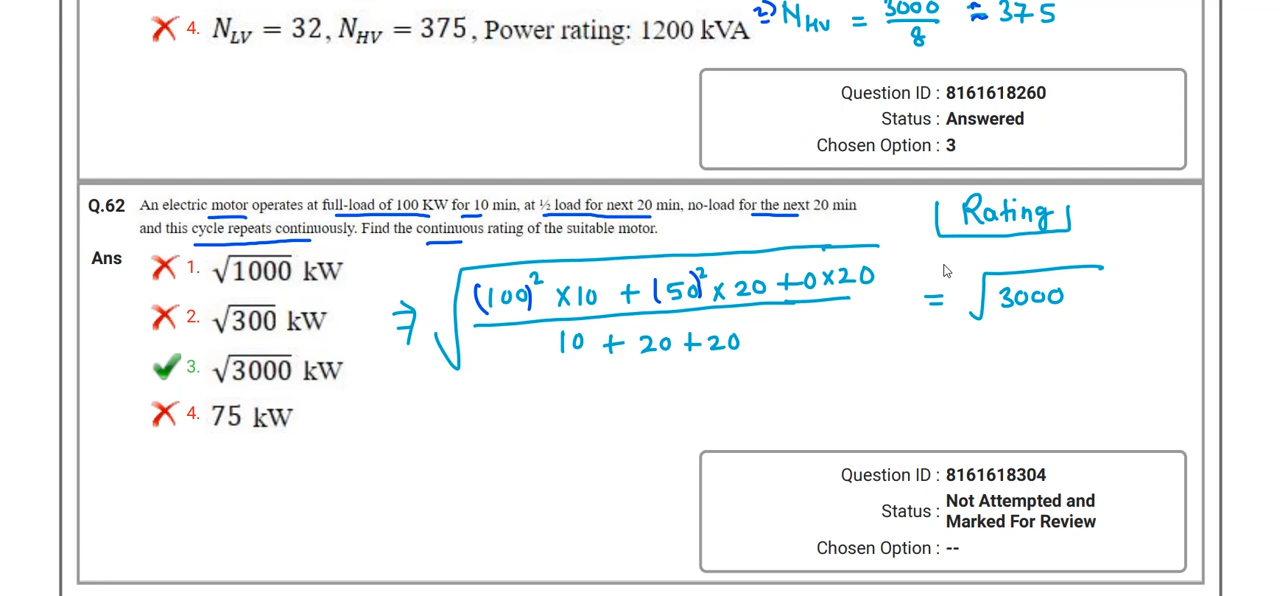 4. N_LV = 32, N_HV = 375, Power rating: 1200 kVA
2) N_HV = 3000/8 ≈ 375
Question ID : 8161618260
Status : Answered
Chosen Option : 3
Q.62 An electric motor operates at full-load of 100 KW for 10 min, at ½ load for next 20 min, no-load for the next 20 min
and this cycle repeats continuously. Find the continuous rating of the suitable motor.
Rating
Ans
1. √1000 kW
2. √300 kW
3. √3000 kW
4. 75 kW
⇒ √(((100)² × 10 + (50)² × 20 + 0 × 20) / (10 + 20 + 20)) = √3000
Question ID : 8161618304
Status : Not Attempted and
Marked For Review
Chosen Option : --